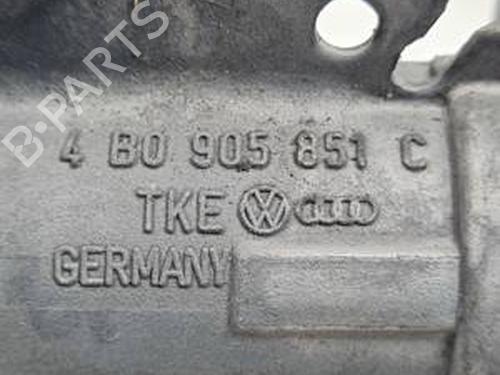 B-PARTS
4 B0 905 851 C
TKE
GERMANY